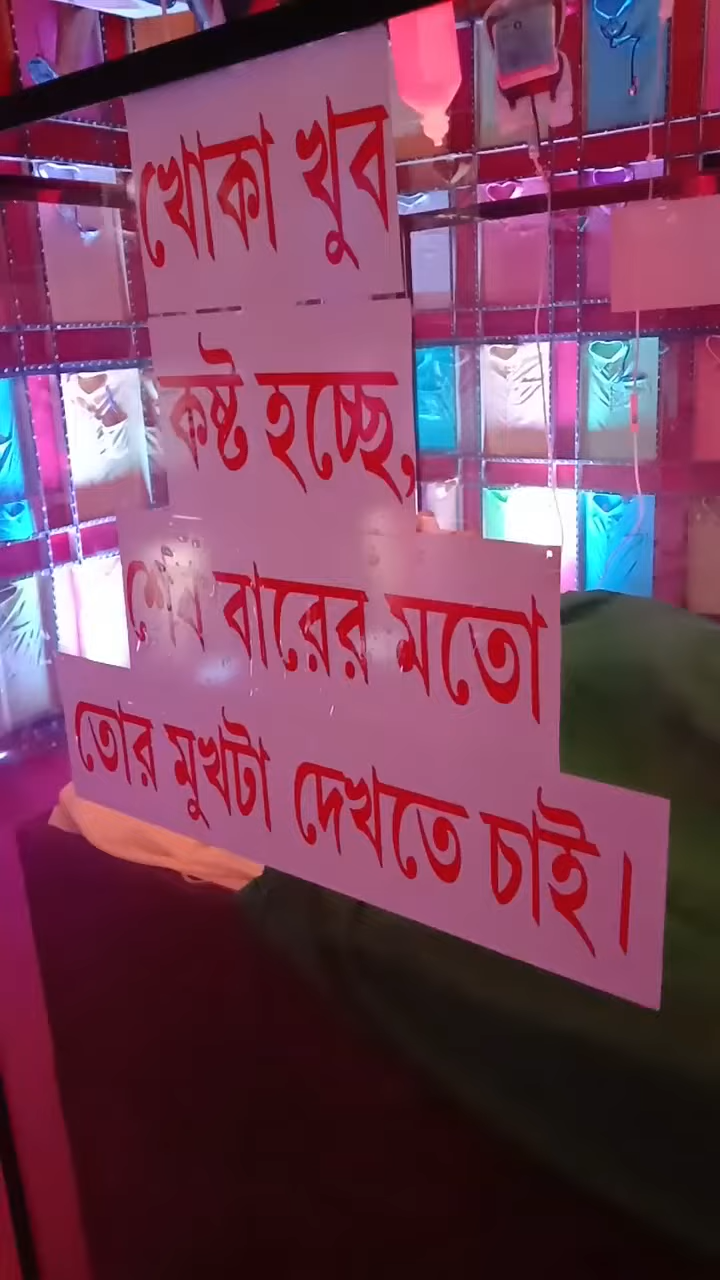 খোকা খুব
কষ্ট হচ্ছে,
শেষ বারের মতো
তোর মুখটা দেখতে চাই।